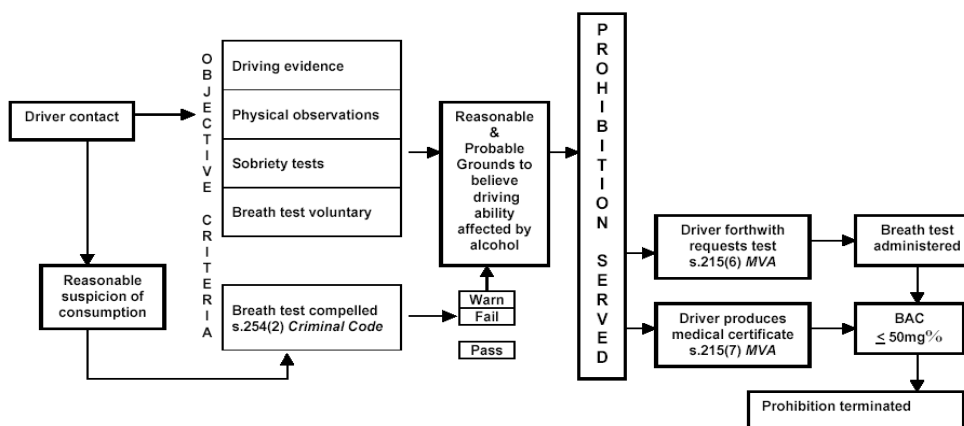 Driver contact
Reasonable
suspicion of
consumption
OBJECTIVE CRITERIA
Driving evidence
Physical observations
Sobriety tests
Breath test voluntary
Breath test compelled
s.254(2) Criminal Code
Warn
Fail
Pass
Reasonable
&
Probable
Grounds to
believe
driving
ability
affected by
alcohol
PROHIBITION SERVED
Driver forthwith
requests test
s.215(6) MVA
Breath test
administered
Driver produces
medical certificate
s.215(7) MVA
BAC
≤ 50mg%
Prohibition terminated